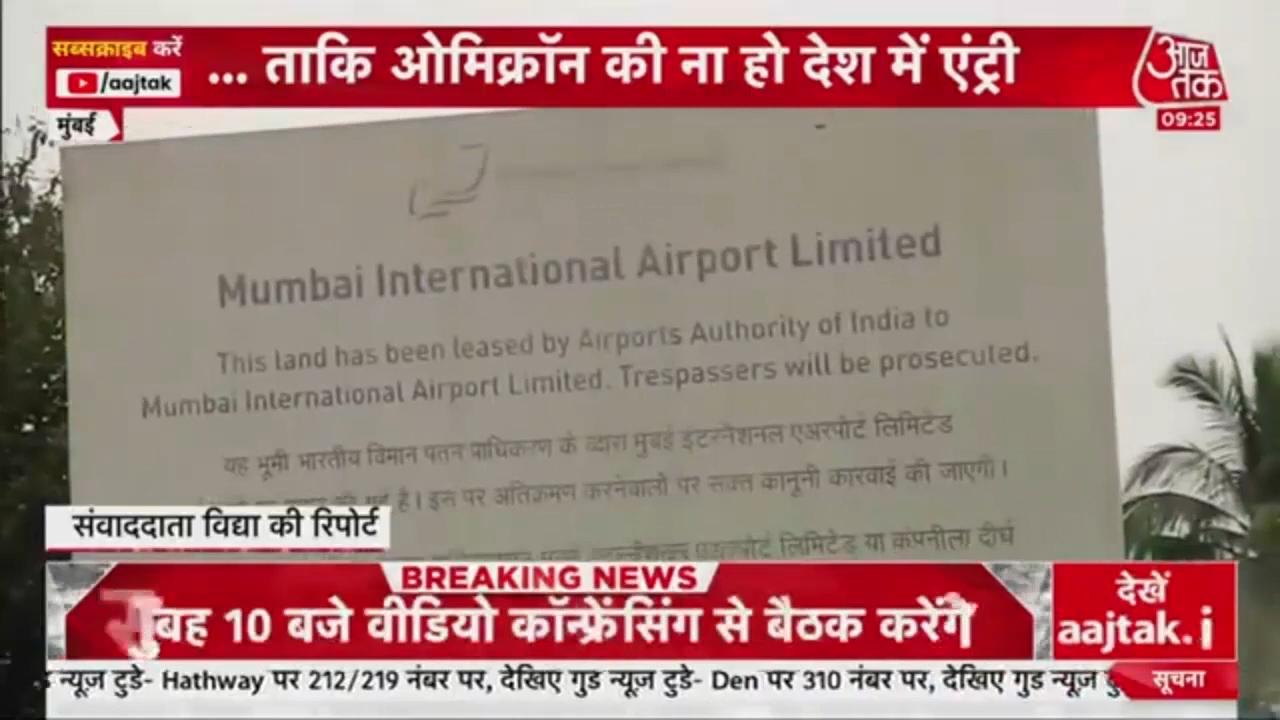 सब्सक्राइब करें
/aajtak
... ताकि ओमिक्रॉन की ना हो देश में एंट्री
आज तक
09:25
मुंबई
Mumbai International Airport Limited
This land has been leased by Airports Authority of India to
Mumbai International Airport Limited. Trespassers will be prosecuted.
यह भूमी भारतीय विमान पतन प्राधिकरण के व्दारा मुंबई इंटरनेशनल एअरपोर्ट लिमिटेड
है। इस पर अतिक्रमण करनेवालो पर सक्त कानूनी कारवाई की जाएगी।
लिमिटेड या कंपनीला दीर्घ
संवाददाता विद्या की रिपोर्ट
BREAKING NEWS
सुबह 10 बजे वीडियो कॉन्फ्रेंसिंग से बैठक करेंगे
देखें
aajtak.i
न्यूज़ टुडे- Hathway पर 212/219 नंबर पर, देखिए गुड न्यूज़ टुडे- Den पर 310 नंबर पर, देखिए गुड न्यूज़
सूचना